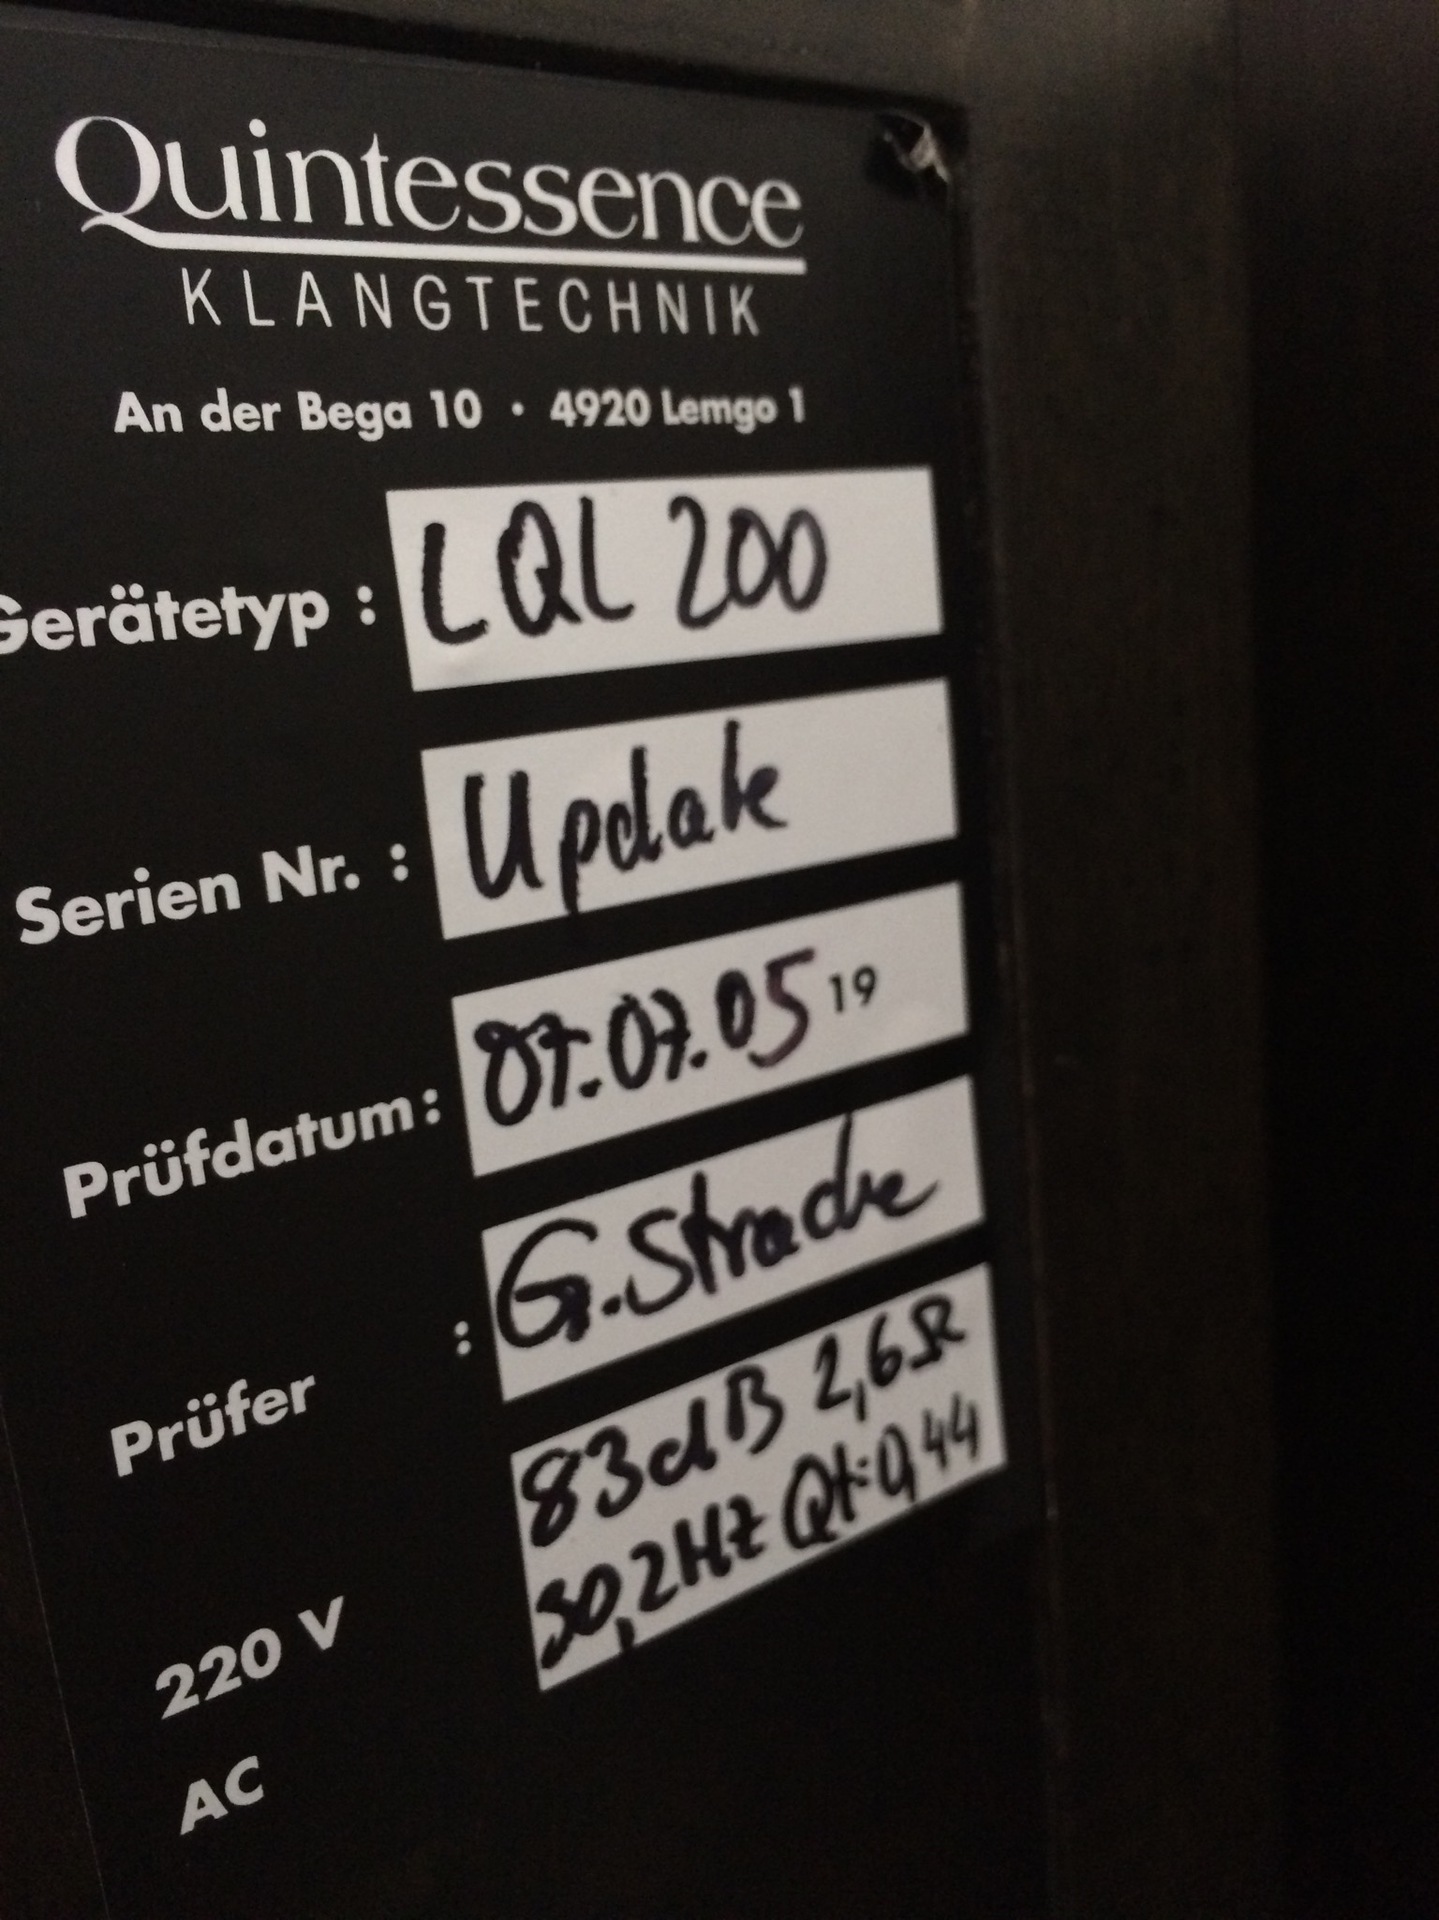 Quintessence
KLANGTECHNIK
An der Bega 10 · 4920 Lemgo 1
Gerätetyp : LQL 200
Serien Nr. : Update
Prüfdatum : 07.07.05 19
Prüfer : G. Strache
83dB 2,6Ω
30,2Hz Qt:0,44
220 V
AC